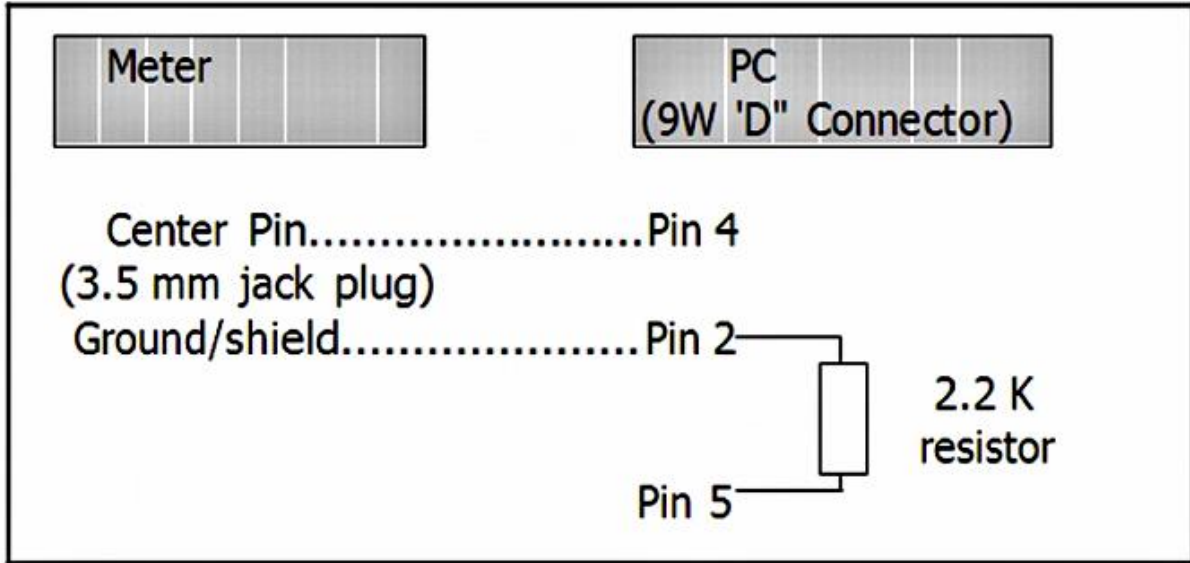 Meter
PC
(9W 'D" Connector)
Center Pin........................Pin 4
(3.5 mm jack plug)
Ground/shield.....................Pin 2
2.2 K
resistor
Pin 5